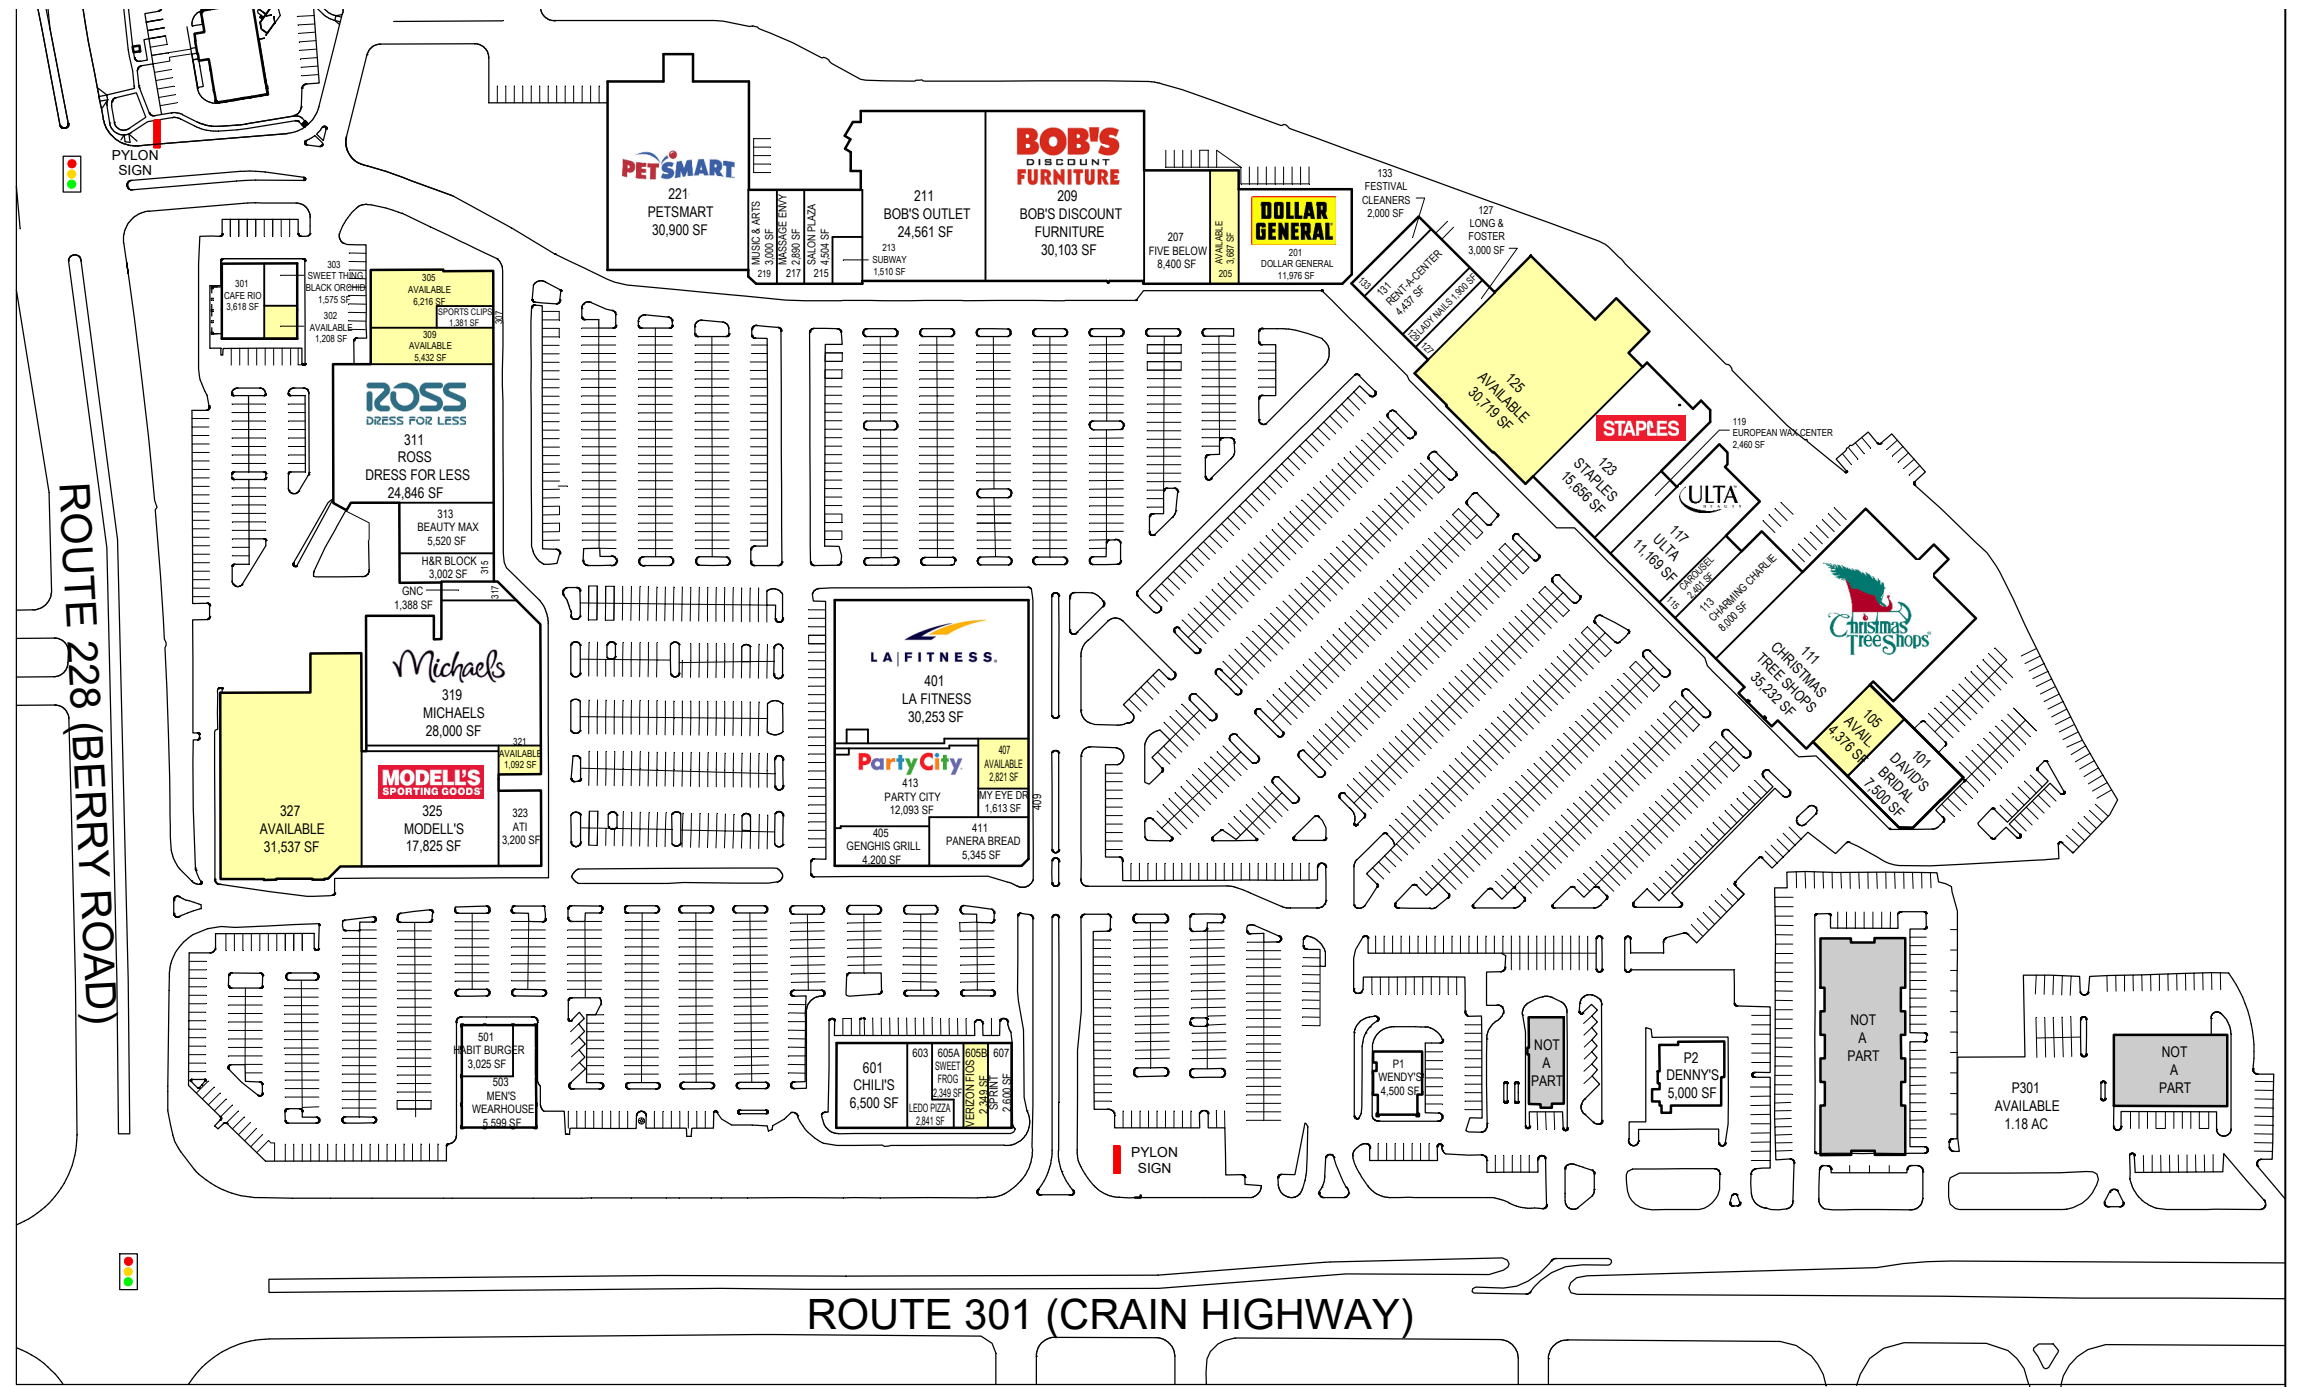 PYLON
SIGN
PETSMART
221
PETSMART
30,900 SF
MUSIC & ARTS
3,000 SF
219
MASSAGE ENVY
2,890 SF
217
SALON PLAZA
4,504 SF
215
213
SUBWAY
1,510 SF
211
BOB'S OUTLET
24,561 SF
BOB'S
DISCOUNT
FURNITURE
209
BOB'S DISCOUNT
FURNITURE
30,103 SF
207
FIVE BELOW
8,400 SF
AVAILABLE
3,687 SF
205
DOLLAR
GENERAL
201
DOLLAR GENERAL
11,976 SF
133
FESTIVAL
CLEANERS
2,000 SF
133
131
RENT-A-CENTER
4,437 SF
129
LADY NAILS 1,900 SF
127
LONG &
FOSTER
3,000 SF
127
125
AVAILABLE
30,719 SF
STAPLES
123
STAPLES
15,656 SF
119
EUROPEAN WAX CENTER
2,460 SF
ULTA
BEAUTY
117
ULTA
11,169 SF
CAROUSEL
2,401 SF
115
113
CHARMING CHARLIE
8,000 SF
Christmas
Tree Shops
111
CHRISTMAS
TREE SHOPS
35,232 SF
105
AVAIL.
4,376 SF
101
DAVID'S
BRIDAL
7,500 SF
301
CAFE RIO
3,618 SF
303
SWEET THING
BLACK ORCHID
1,575 SF
302
AVAILABLE
1,208 SF
305
AVAILABLE
6,216 SF
SPORTS CLIPS
1,381 SF
307
309
AVAILABLE
5,432 SF
ROSS
DRESS FOR LESS
311
ROSS
DRESS FOR LESS
24,846 SF
313
BEAUTY MAX
5,520 SF
H&R BLOCK
3,002 SF
315
GNC
1,388 SF
317
Michaels
319
MICHAELS
28,000 SF
321
AVAILABLE
1,092 SF
MODELL'S
SPORTING GOODS
325
MODELL'S
17,825 SF
323
ATI
3,200 SF
327
AVAILABLE
31,537 SF
LA FITNESS.
401
LA FITNESS
30,253 SF
Party City
413
PARTY CITY
12,093 SF
407
AVAILABLE
2,821 SF
MY EYE DR
1,613 SF
409
405
GENGHIS GRILL
4,200 SF
411
PANERA BREAD
5,345 SF
501
HABIT BURGER
3,025 SF
503
MEN'S
WEARHOUSE
5,599 SF
601
CHILI'S
6,500 SF
603
LEDO PIZZA
2,841 SF
605A
SWEET
FROG
2,349 SF
605B
VERIZON FIOS
2,349 SF
607
SPRINT
2,600 SF
PYLON
SIGN
P1
WENDY'S
4,500 SF
NOT
A
PART
P2
DENNY'S
5,000 SF
NOT
A
PART
P301
AVAILABLE
1.18 AC
NOT
A
PART
ROUTE 228 (BERRY ROAD)
ROUTE 301 (CRAIN HIGHWAY)